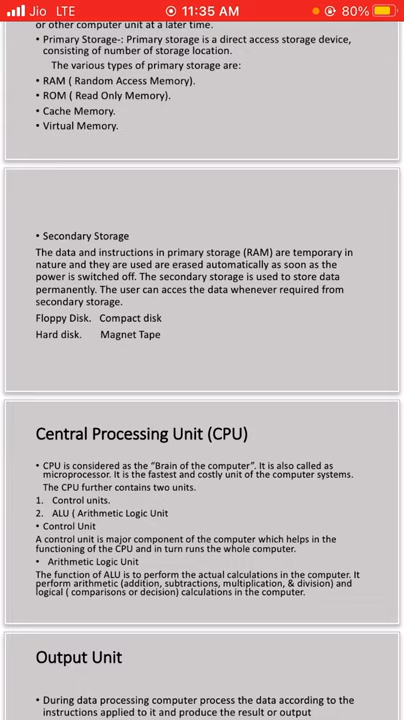 Jio LTE 11:35 AM 80%
or other computer unit at a later time.
• Primary Storage-: Primary storage is a direct access storage device,
consisting of number of storage location.
The various types of primary storage are:
• RAM ( Random Access Memory).
• ROM ( Read Only Memory).
• Cache Memory.
• Virtual Memory.
• Secondary Storage
The data and instructions in primary storage (RAM) are temporary in
nature and they are used are erased automatically as soon as the
power is switched off. The secondary storage is used to store data
permanently. The user can acces the data whenever required from
secondary storage.
Floppy Disk. Compact disk
Hard disk. Magnet Tape
Central Processing Unit (CPU)
• CPU is considered as the "Brain of the computer". It is also called as
microprocessor. It is the fastest and costly unit of the computer systems.
The CPU further contains two units.
1. Control units.
2. ALU ( Arithmetic Logic Unit
• Control Unit
A control unit is major component of the computer which helps in the
functioning of the CPU and in turn runs the whole computer.
• Arithmetic Logic Unit
The function of ALU is to perform the actual calculations in the computer. It
perform arithmetic (addition, subtractions, multiplication, & division) and
logical ( comparisons or decision) calculations in the computer.
Output Unit
• During data processing computer process the data according to the
instructions applied to it and produce the result or output